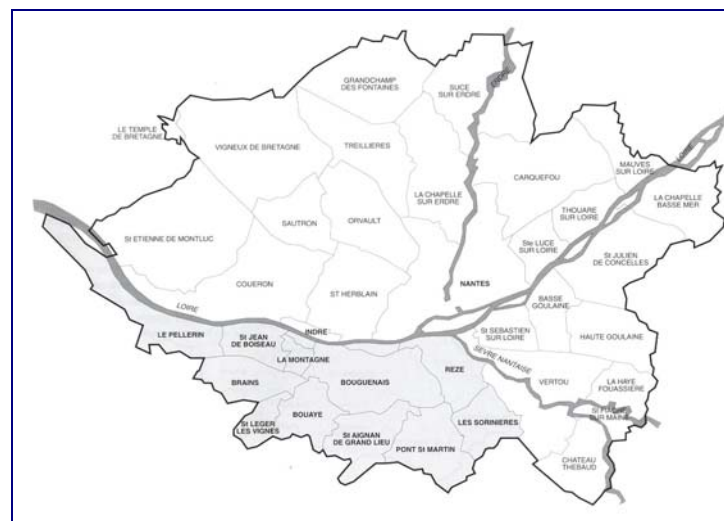 GRANDCHAMP
DES FONTAINES
SUCE
SUR ERDRE
ERDRE
LE TEMPLE
DE BRETAGNE
VIGNEUX DE BRETAGNE
TREILLIERES
CARQUEFOU
MAUVES
SUR LOIRE
LOIRE
LA CHAPELLE
SUR ERDRE
THOUARE
SUR LOIRE
LA CHAPELLE
BASSE MER
SAUTRON
ORVAULT
ST ETIENNE DE MONTLUC
Ste LUCE
SUR LOIRE
St JULIEN
DE CONCELLES
COUERON
NANTES
ST HERBLAIN
LOIRE
BASSE
GOULAINE
INDRE
LE PELLERIN
St JEAN
DE BOISEAU
St SEBASTIEN
SUR LOIRE
HAUTE GOULAINE
LA MONTAGNE
SEVRE NANTAISE
REZE
BRAINS
BOUGUENAIS
VERTOU
LA HAYE
FOUASSIERE
BOUAYE
St FIACRE
SUR MAINE
St LEGER
LES VIGNES
LES SORINIERES
St AIGNAN
DE GRAND LIEU
PONT St MARTIN
CHATEAU
THEBAUD